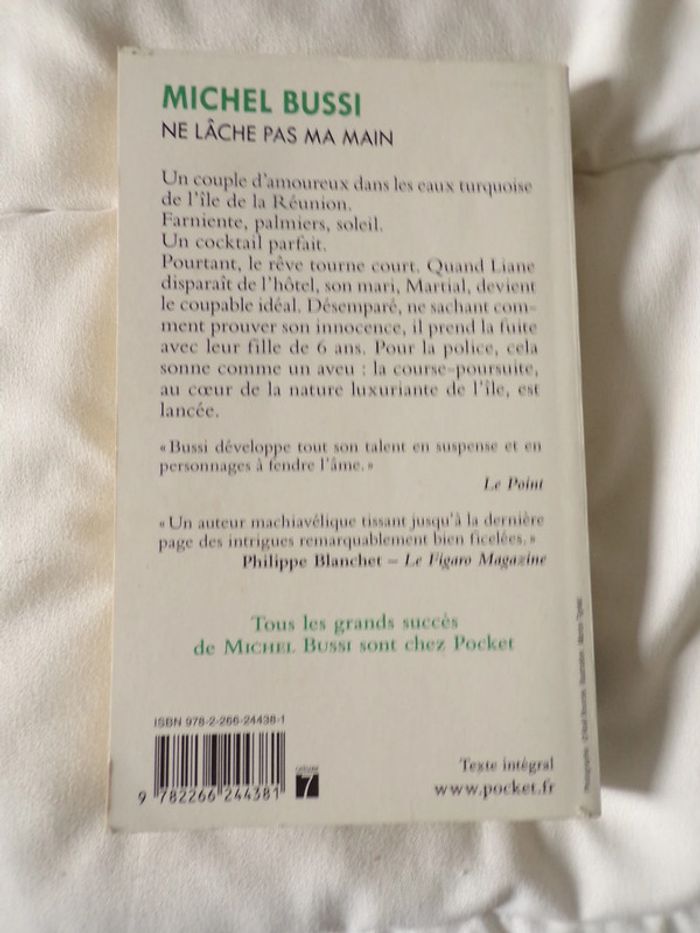 MICHEL BUSSI
NE LÂCHE PAS MA MAIN
Un couple d'amoureux dans les eaux turquoise
de l'île de la Réunion.
Farniente, palmiers, soleil.
Un cocktail parfait.
Pourtant, le rêve tourne court. Quand Liane
disparaît de l'hôtel, son mari, Martial, devient
le coupable idéal. Désemparé, ne sachant com-
ment prouver son innocence, il prend la fuite
avec leur fille de 6 ans. Pour la police, cela
sonne comme un aveu : la course-poursuite,
au cœur de la nature luxuriante de l'île, est
lancée.
« Bussi développe tout son talent en suspense et en
personnages à fendre l'âme. »
Le Point
« Un auteur machiavélique tissant jusqu'à la dernière
page des intrigues remarquablement bien ficelées. »
Philippe Blanchet – Le Figaro Magazine
Tous les grands succès
de MICHEL BUSSI sont chez Pocket
ISBN 978-2-266-24438-1
9 782266 244381
7
Texte intégral
www.pocket.fr